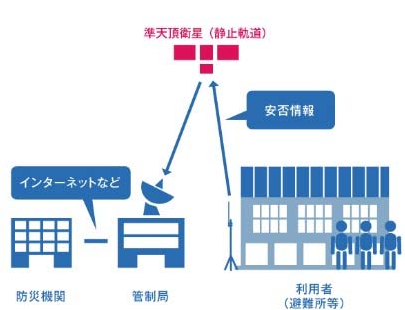 準天頂衛星（静止軌道）
安否情報
インターネットなど
防災機関
管制局
利用者
（避難所等）